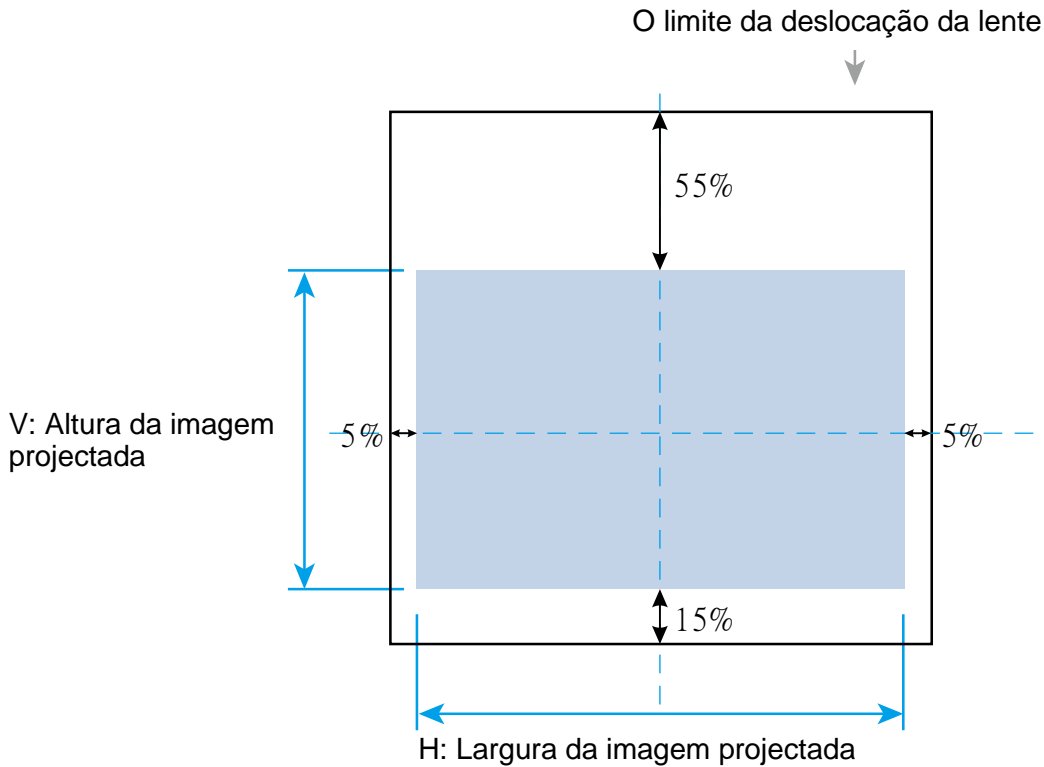 O limite da deslocação da lente
55%
V: Altura da imagem
projectada
5%
5%
15%
H: Largura da imagem projectada